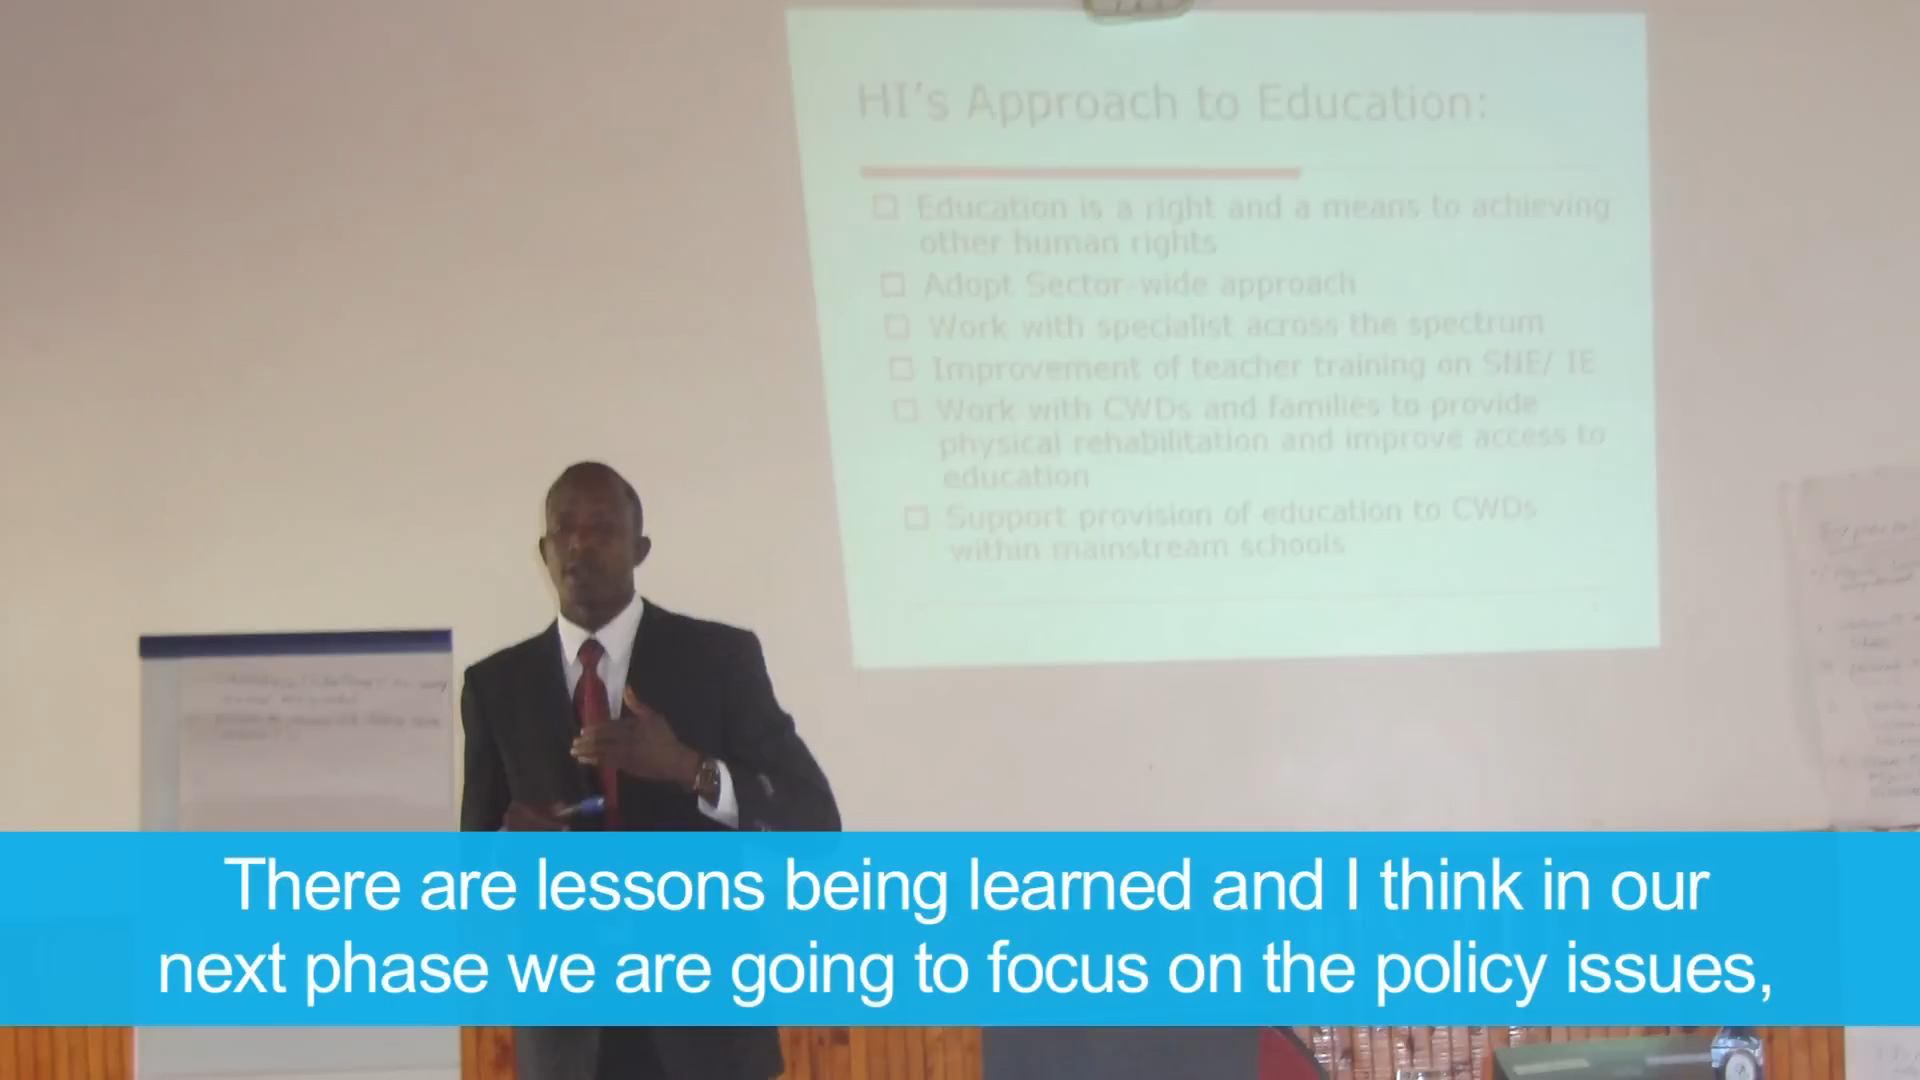 HI's Approach to Education:
Education is a right and a means to achieving
other human rights
Adopt Sector-wide approach
Work with specialist across the spectrum
Improvement of teacher training on SNE/ IE
Work with CWDs and families to provide
physical rehabilitation and improve access to
education
Support provision of education to CWDs
within mainstream schools
There are lessons being learned and I think in our
next phase we are going to focus on the policy issues,